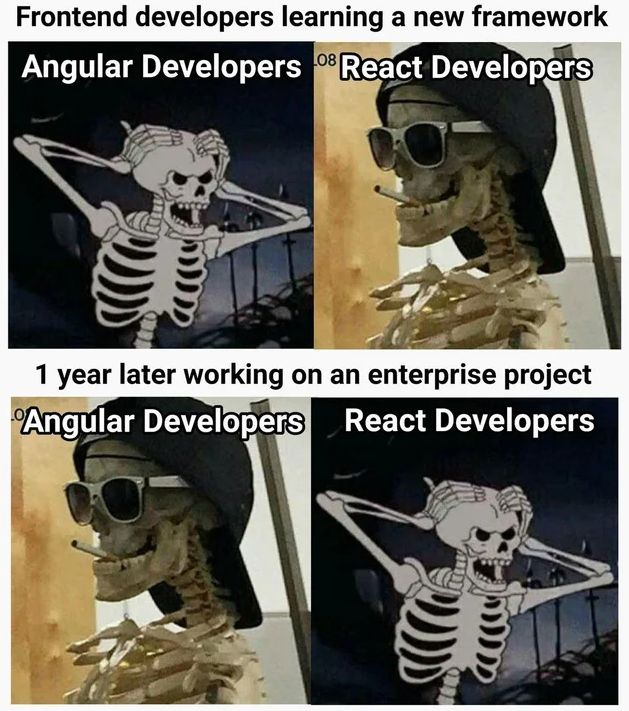 Frontend developers learning a new framework
Angular Developers
.08
React Developers
1 year later working on an enterprise project
Angular Developers
React Developers